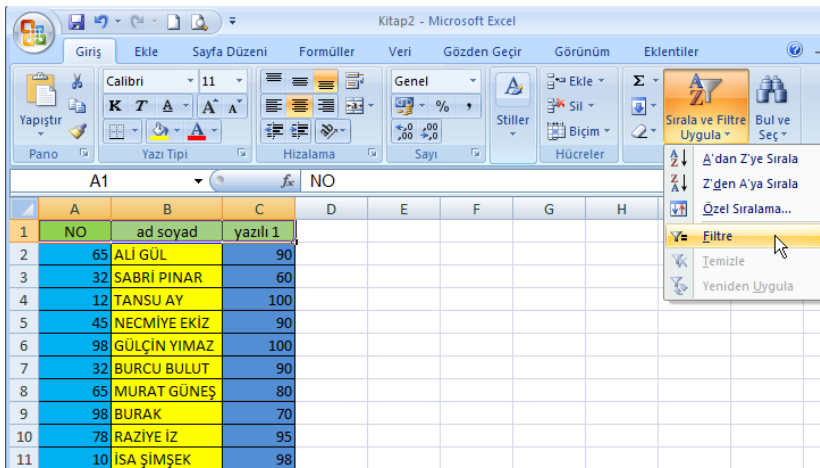 Kitap2 - Microsoft Excel
Giriş Ekle Sayfa Düzeni Formüller Veri Gözden Geçir Görünüm Eklentiler
Yapıştır
Calibri 11
K T A A A
A
Genel
% ,
,0 ,00
,00 ,0
Stiller
Ekle
Sil
Biçim
Σ
Sırala ve Filtre Uygula
Bul ve Seç
Pano Yazı Tipi Hizalama Sayı Hücreler
A'dan Z'ye Sırala
Z'den A'ya Sırala
Özel Sıralama...
Filtre
Temizle
Yeniden Uygula
A1 fx NO
A B C D E F G H
1 NO ad soyad yazılı 1
2 65 ALİ GÜL 90
3 32 SABRİ PINAR 60
4 12 TANSU AY 100
5 45 NECMİYE EKİZ 90
6 98 GÜLÇİN YIMAZ 100
7 32 BURCU BULUT 90
8 65 MURAT GÜNEŞ 80
9 98 BURAK 70
10 78 RAZİYE İZ 95
11 10 İSA ŞİMŞEK 98